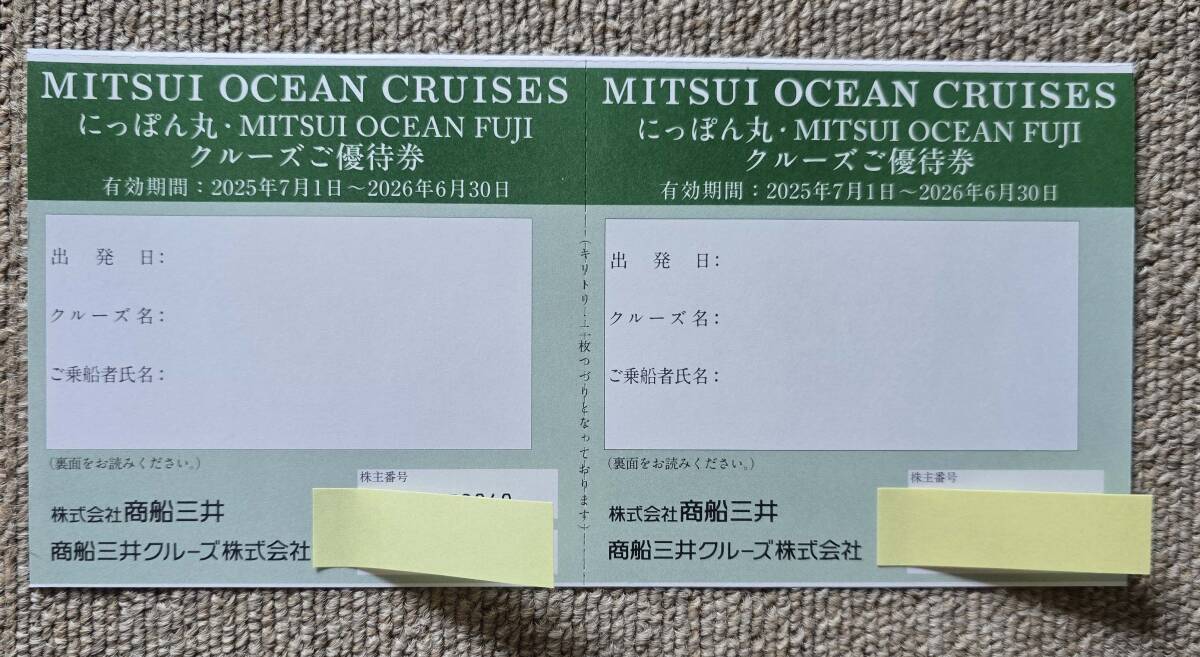 MITSUI OCEAN CRUISES
にっぽん丸・MITSUI OCEAN FUJI
クルーズご優待券
有効期間：2025年7月1日～2026年6月30日
出発日：
クルーズ名：
ご乗船者氏名：
（裏面をお読みください。）
株主番号
株式会社商船三井
商船三井クルーズ株式会社
（キリトリ・二枚つづりとなっております）
MITSUI OCEAN CRUISES
にっぽん丸・MITSUI OCEAN FUJI
クルーズご優待券
有効期間：2025年7月1日～2026年6月30日
出発日：
クルーズ名：
ご乗船者氏名：
（裏面をお読みください。）
株主番号
株式会社商船三井
商船三井クルーズ株式会社